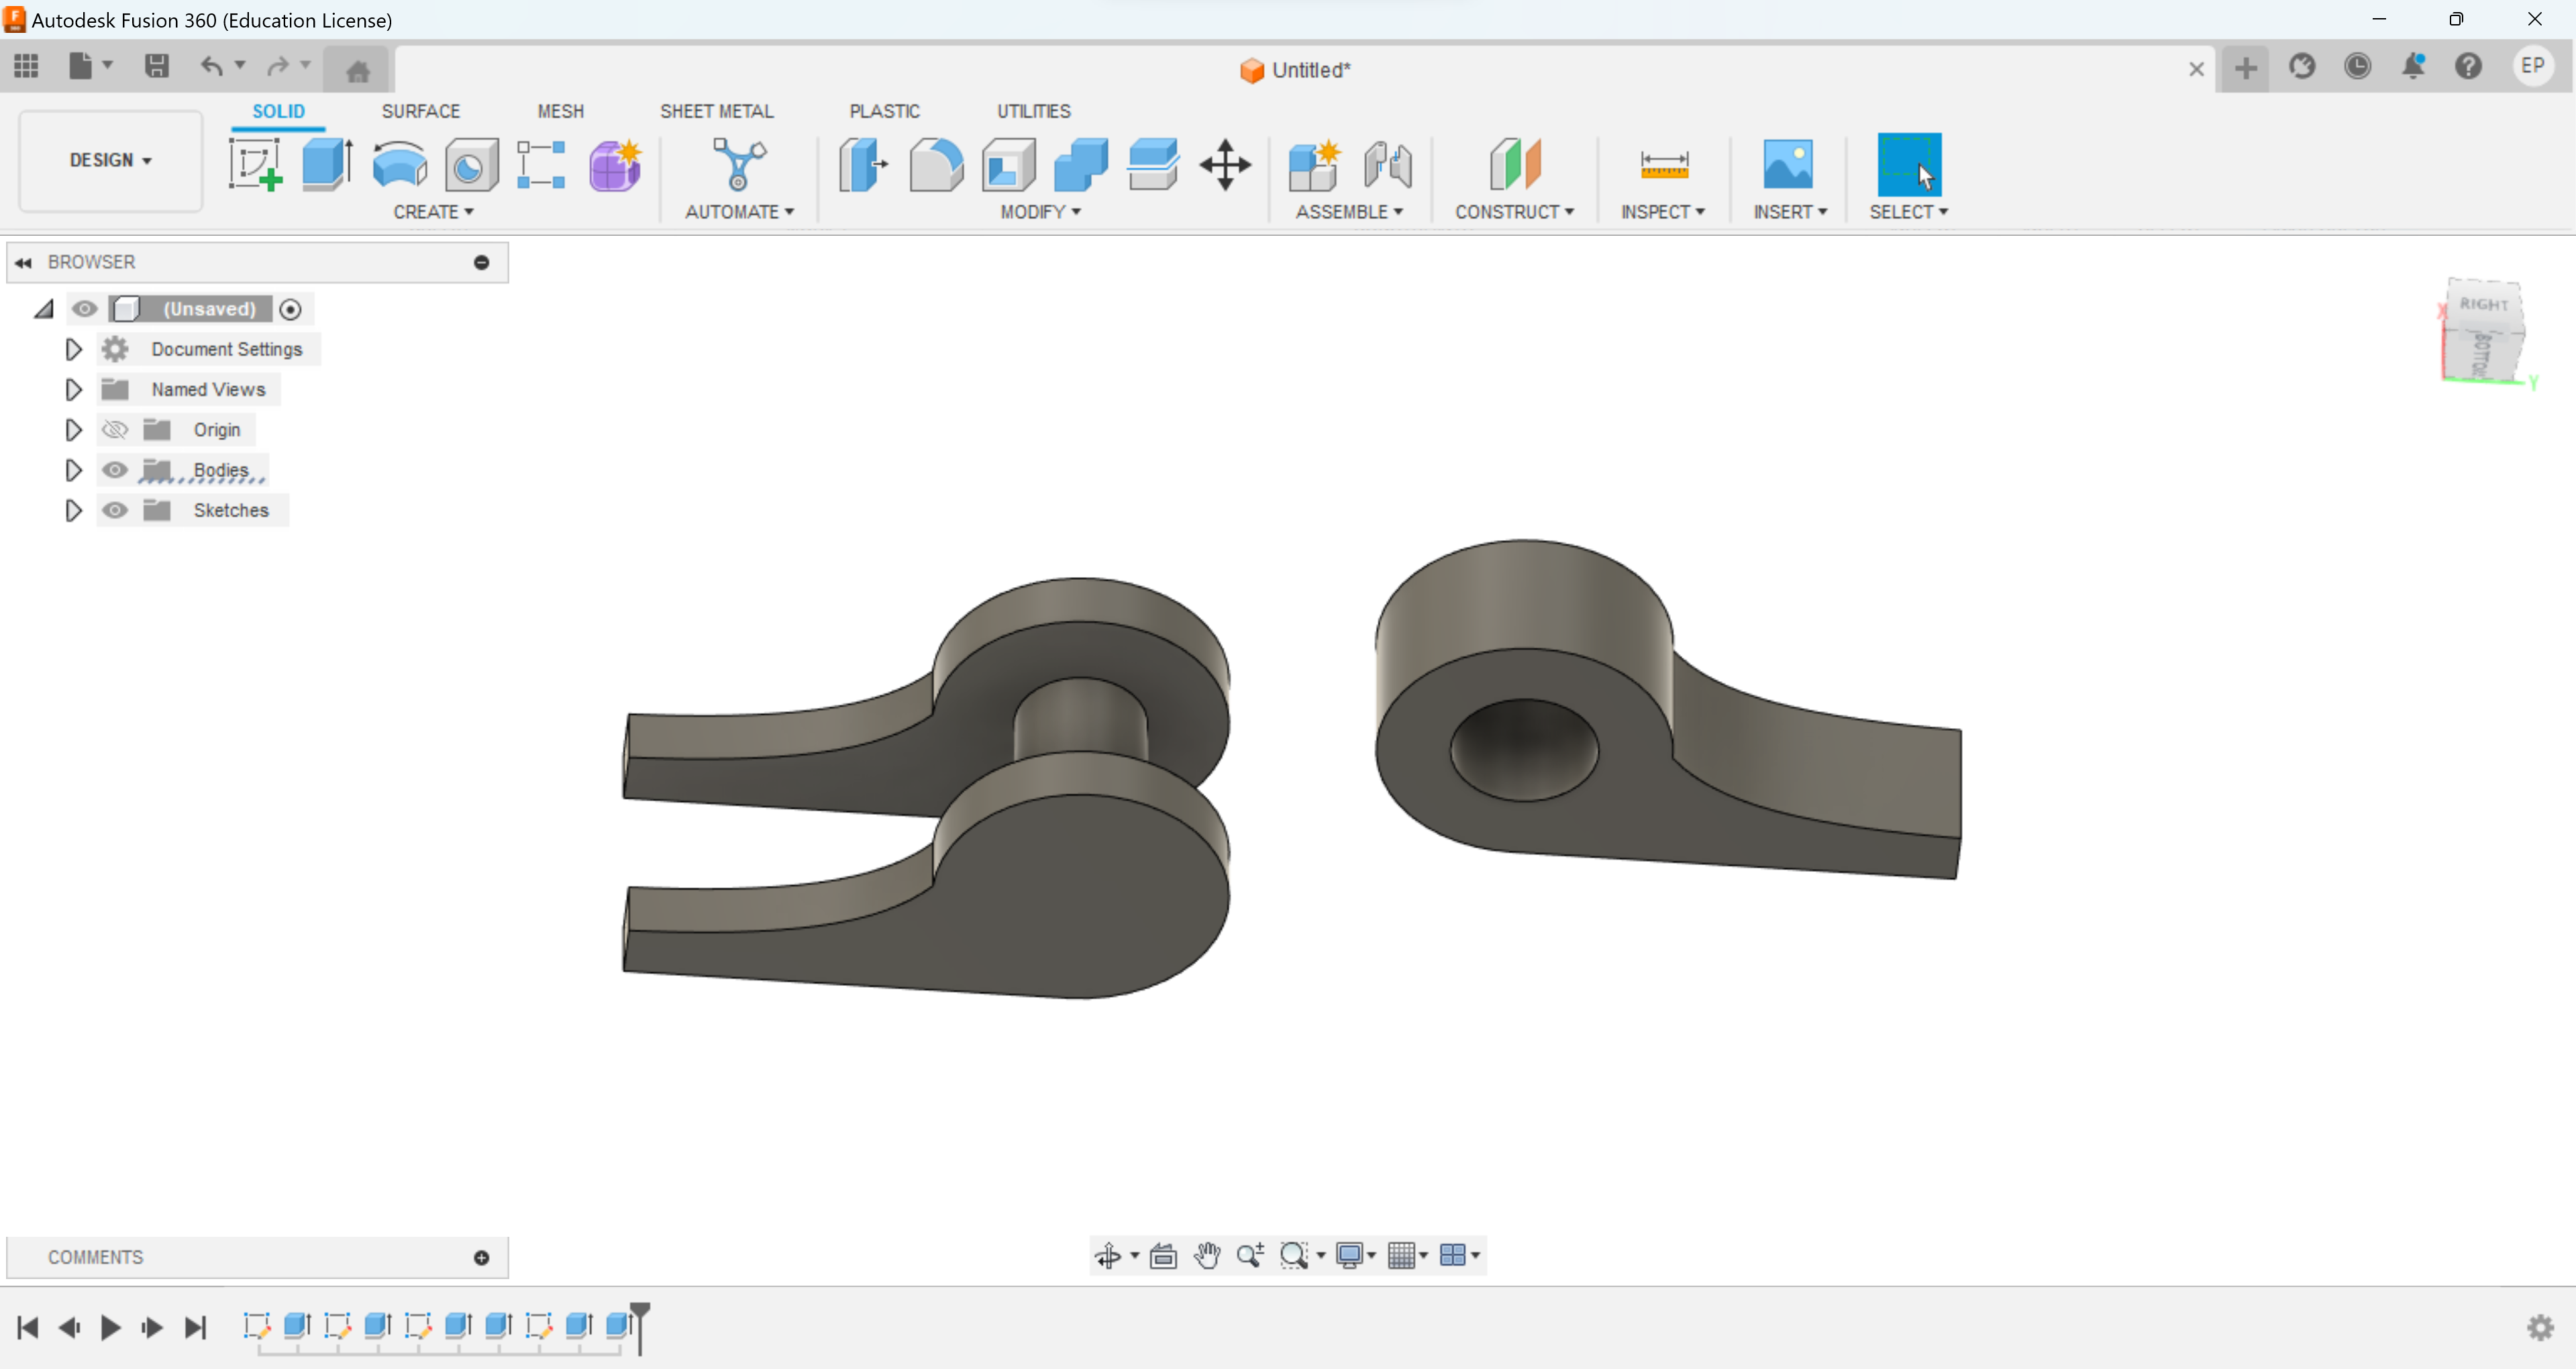 Autodesk Fusion 360 (Education License)
Untitled*
EP
SOLID SURFACE MESH SHEET METAL PLASTIC UTILITIES
DESIGN
CREATE AUTOMATE MODIFY ASSEMBLE CONSTRUCT INSPECT INSERT SELECT
BROWSER
(Unsaved)
Document Settings
Named Views
Origin
Bodies
Sketches
RIGHT
X
BOTTOM
Y
COMMENTS